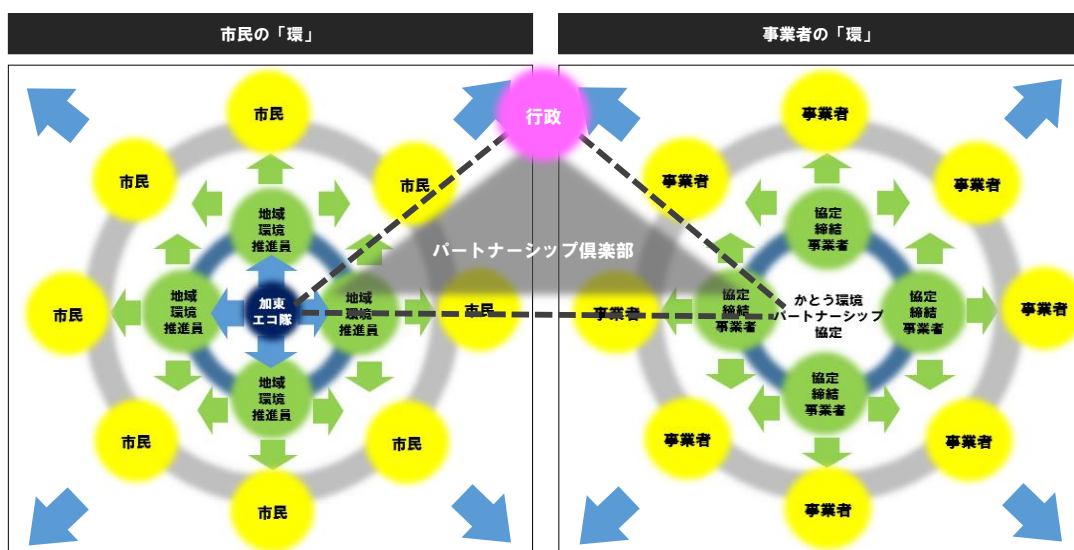 市民の「環」
事業者の「環」
行政
市民
市民
市民
地域
環境
推進員
パートナーシップ倶楽部
市民
地域
環境
推進員
加東
エコ隊
地域
環境
推進員
市民
地域
環境
推進員
市民
市民
市民
事業者
事業者
事業者
協定
締結
事業者
事業者
協定
締結
事業者
かとう環境
パートナーシップ
協定
協定
締結
事業者
事業者
協定
締結
事業者
事業者
事業者
事業者